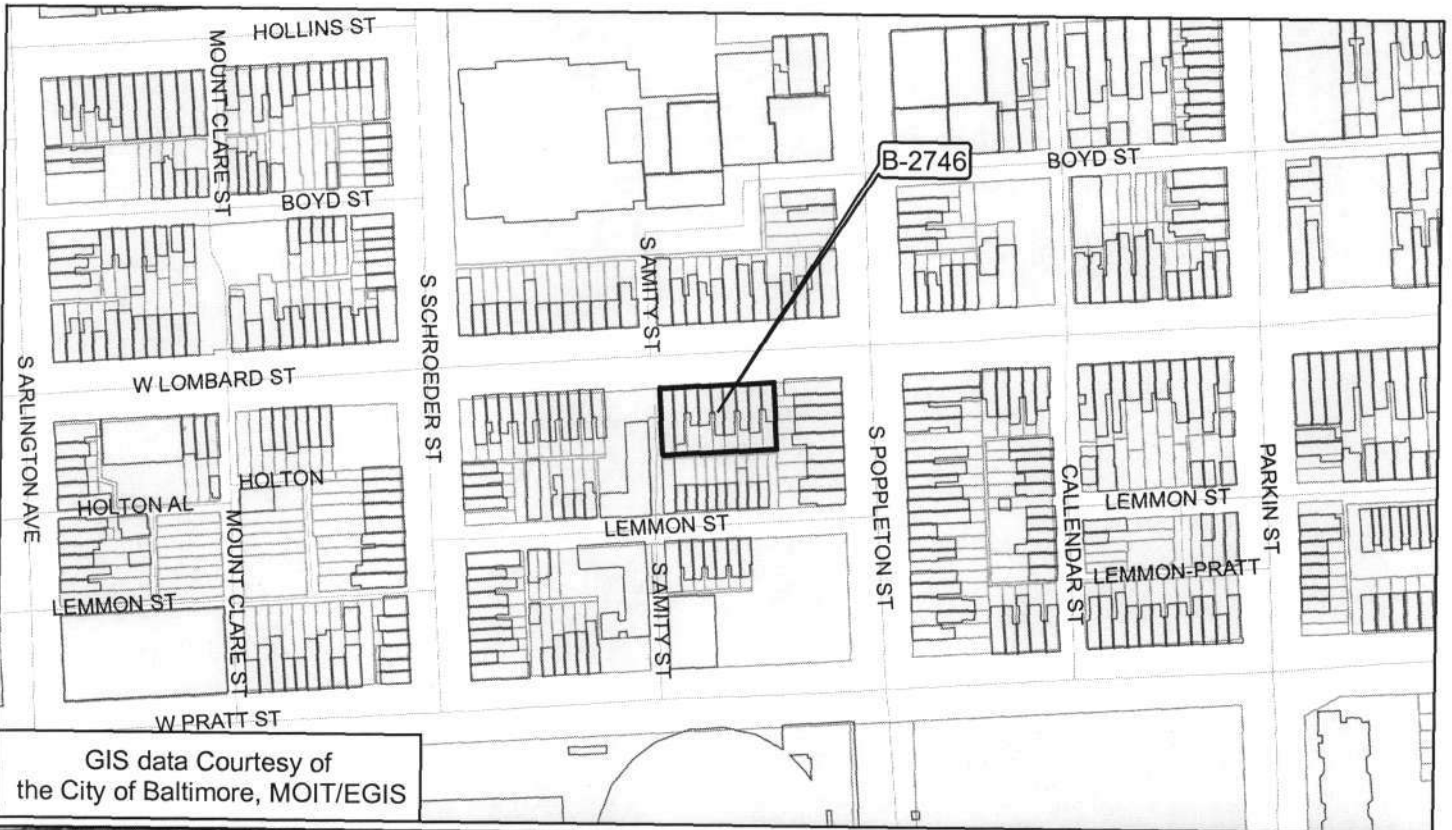 HOLLINS ST
MOUNT CLARE ST
BOYD ST
B-2746
BOYD ST
S AMITY ST
S SCHROEDER ST
S ARLINGTON AVE
W LOMBARD ST
S POPPLETON ST
CALLENDAR ST
PARKIN ST
HOLTON
HOLTON AL
LEMMON ST
LEMMON ST
LEMMON-PRATT
MOUNT CLARE ST
S AMITY ST
LEMMON ST
W PRATT ST
GIS data Courtesy of
the City of Baltimore, MOIT/EGIS